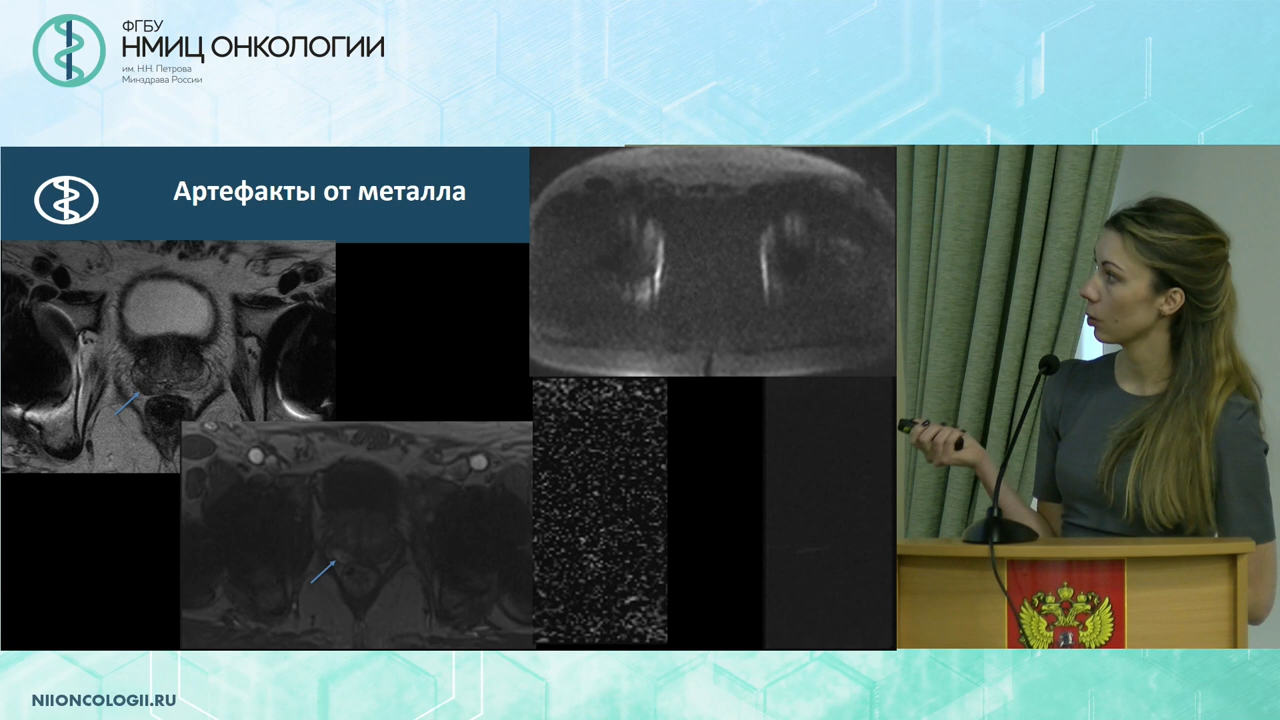 ФГБУ
НМИЦ ОНКОЛОГИИ
им. Н.Н. Петрова
Минздрава России
Артефакты от металла
NIIONCOLOGII.RU